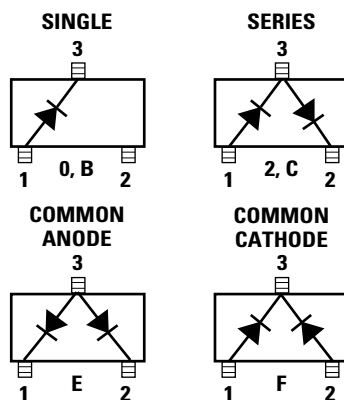 SINGLE
3
1 0, B 2
SERIES
3
1 2, C 2
COMMON
ANODE
3
1 E 2
COMMON
CATHODE
3
1 F 2